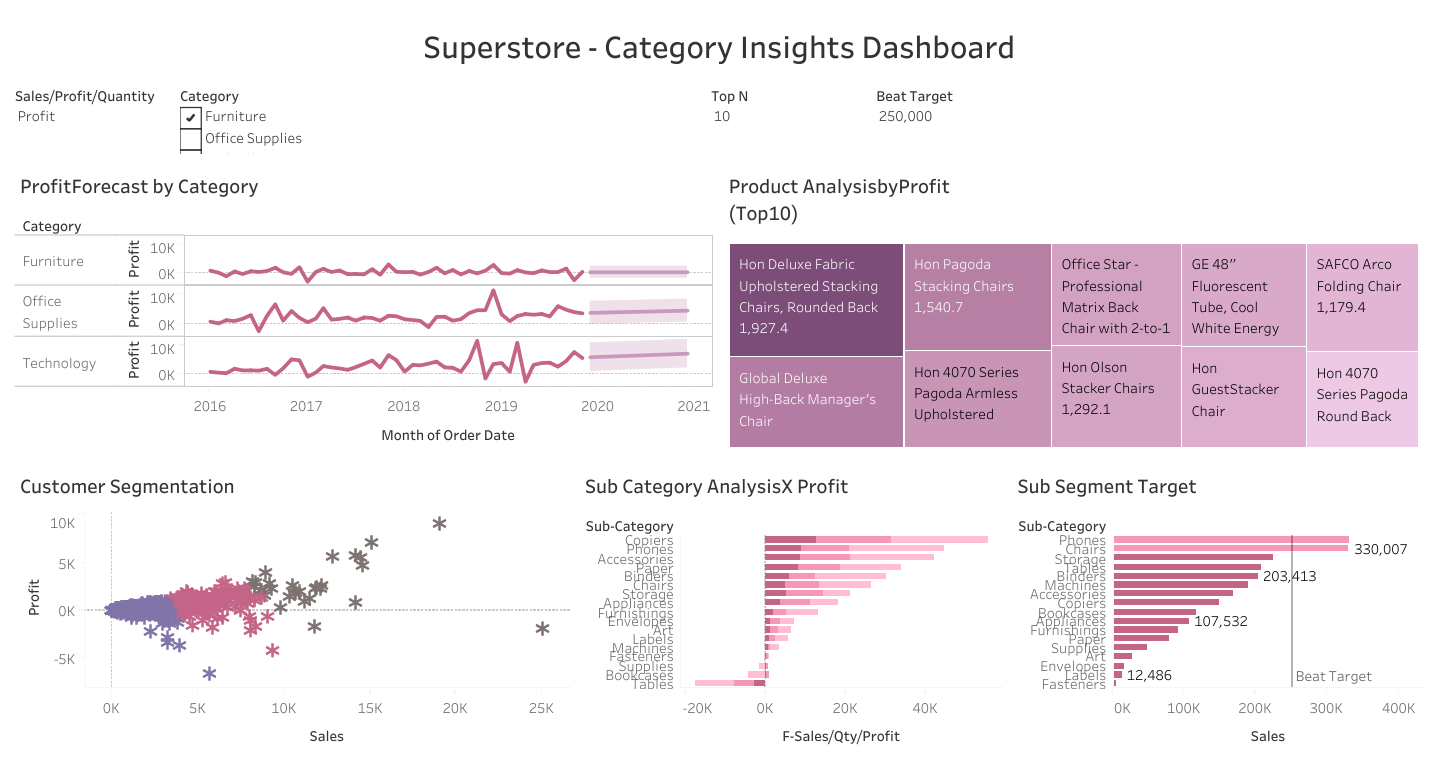 Superstore - Category Insights Dashboard
Sales/Profit/Quantity
Profit
Category
Furniture
Office Supplies
Top N
10
Beat Target
250,000
ProfitForecast by Category
Category
Furniture
Profit
10K
0K
Office
Supplies
Profit
10K
0K
Technology
Profit
10K
0K
2016
2017
2018
2019
2020
2021
Month of Order Date
Product AnalysisbyProfit
(Top10)
Hon Deluxe Fabric
Upholstered Stacking
Chairs, Rounded Back
1,927.4
Global Deluxe
High-Back Manager's
Chair
Hon Pagoda
Stacking Chairs
1,540.7
Hon 4070 Series
Pagoda Armless
Upholstered
Office Star -
Professional
Matrix Back
Chair with 2-to-1
Hon Olson
Stacker Chairs
1,292.1
GE 48”
Fluorescent
Tube, Cool
White Energy
Hon
GuestStacker
Chair
SAFCO Arco
Folding Chair
1,179.4
Hon 4070
Series Pagoda
Round Back
Customer Segmentation
Profit
10K
5K
0K
-5K
0K
5K
10K
15K
20K
25K
Sales
Sub Category AnalysisX Profit
Sub-Category
Copiers
Phones
Accessories
Paper
Binders
Chairs
Storage
Appliances
Furnishings
Envelopes
Art
Labels
Machines
Fasteners
Supplies
Bookcases
Tables
-20K
0K
20K
40K
F-Sales/Qty/Profit
Sub Segment Target
Sub-Category
Phones
Chairs
330,007
Storage
Tables
Binders
203,413
Machines
Accessories
Copiers
Bookcases
Appliances
107,532
Furnishings
Paper
Supplies
Art
Envelopes
Labels
12,486
Fasteners
Beat Target
0K
100K
200K
300K
400K
Sales